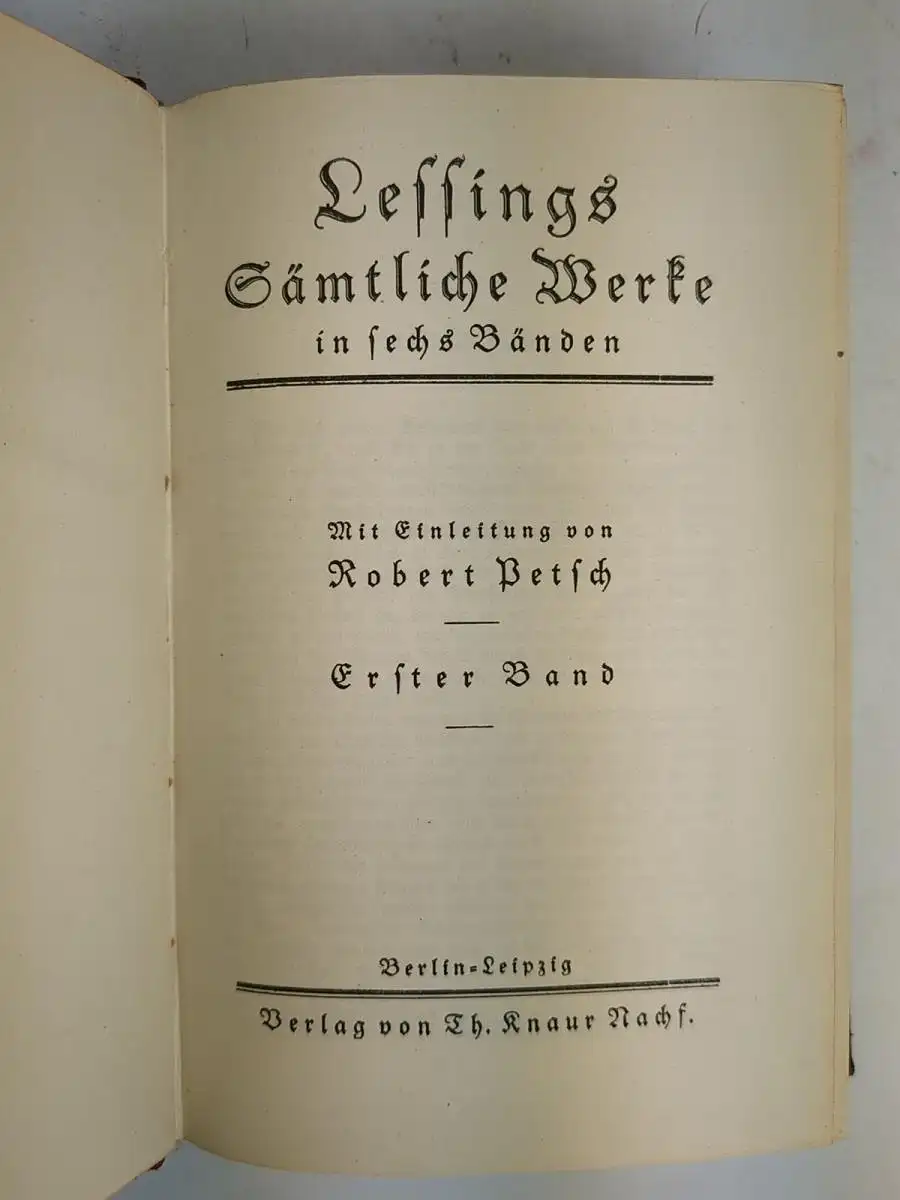 Leſſings
Sämtliche Werke
in ſechs Bänden
Mit Einleitung von
Robert Petſch
Erſter Band
Berlin=Leipzig
Verlag von Th. Knaur Nachf.